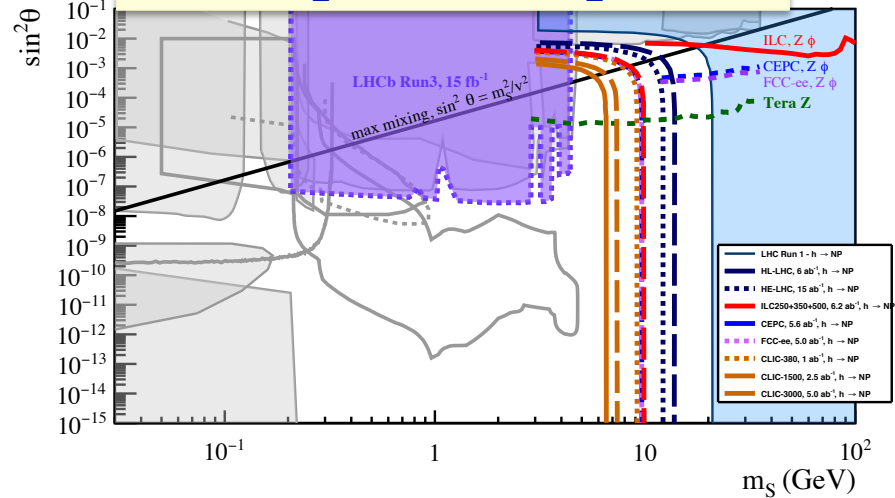 sin²θ
10⁻¹
10⁻²
10⁻³
10⁻⁴
10⁻⁵
10⁻⁶
10⁻⁷
10⁻⁸
10⁻⁹
10⁻¹⁰
10⁻¹¹
10⁻¹²
10⁻¹³
10⁻¹⁴
10⁻¹⁵
LHCb Run3, 15 fb⁻¹
max mixing, sin² θ = m_S²/v²
ILC, Z ϕ
CEPC, Z ϕ
FCC-ee, Z ϕ
Tera Z
LHC Run 1 - h → NP
HL-LHC, 6 ab⁻¹, h → NP
HE-LHC, 15 ab⁻¹, h → NP
ILC250+350+500, 6.2 ab⁻¹, h → NP
CEPC, 5.6 ab⁻¹, h → NP
FCC-ee, 5.0 ab⁻¹, h → NP
CLIC-380, 1 ab⁻¹, h → NP
CLIC-1500, 2.5 ab⁻¹, h → NP
CLIC-3000, 5.0 ab⁻¹, h → NP
10⁻¹ 1 10 10²
m_S (GeV)